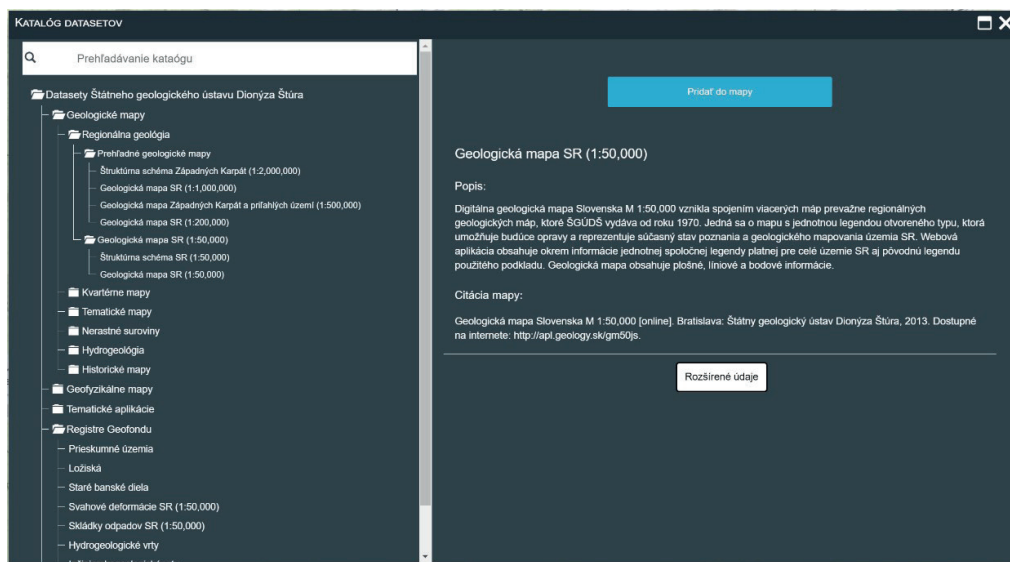 KATALÓG DATASETOV
Prehľadávanie kataógu
Datasety Štátneho geologického ústavu Dionýza Štúra
Geologické mapy
Regionálna geológia
Prehľadné geologické mapy
Štruktúrna schéma Západných Karpát (1:2,000,000)
Geologická mapa SR (1:1,000,000)
Geologická mapa Západných Karpát a priľahlých území (1:500,000)
Geologická mapa SR (1:200,000)
Geologická mapa SR (1:50,000)
Štruktúrna schéma SR (1:50,000)
Geologická mapa SR (1:50,000)
Kvartérne mapy
Tematické mapy
Nerastné suroviny
Hydrogeológia
Historické mapy
Geofyzikálne mapy
Tematické aplikácie
Registre Geofondu
Prieskumné územia
Ložiská
Staré banské diela
Svahové deformácie SR (1:50,000)
Skládky odpadov SR (1:50,000)
Hydrogeologické vrty
Pridať do mapy
Geologická mapa SR (1:50,000)
Popis:
Digitálna geologická mapa Slovenska M 1:50,000 vznikla spojením viacerých máp prevažne regionálnych
geologických máp, ktoré ŠGÚDŠ vydáva od roku 1970. Jedná sa o mapu s jednotnou legendou otvoreného typu, ktorá
umožňuje budúce opravy a reprezentuje súčasný stav poznania a geologického mapovania územia SR. Webová
aplikácia obsahuje okrem informácie jednotnej spoločnej legendy platnej pre celé územie SR aj pôvodnú legendu
použitého podkladu. Geologická mapa obsahuje plošné, líniové a bodové informácie.
Citácia mapy:
Geologická mapa Slovenska M 1:50,000 [online]. Bratislava: Štátny geologický ústav Dionýza Štúra, 2013. Dostupné
na internete: http://apl.geology.sk/gm50js.
Rozšírené údaje